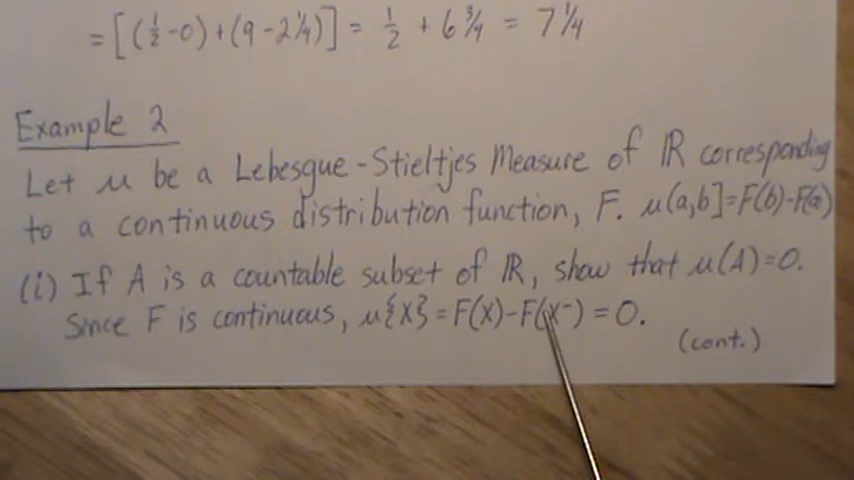 = [(½-0)+(9-2¼)] = ½ + 6¾ = 7¼
Example 2
Let μ be a Lebesgue-Stieltjes Measure of ℝ corresponding
to a continuous distribution function, F. μ(a,b]=F(b)-F(a)
(i) If A is a countable subset of ℝ, show that μ(A)=0.
Since F is continuous, μ{x} = F(x)-F(x⁻) = 0.
(cont.)